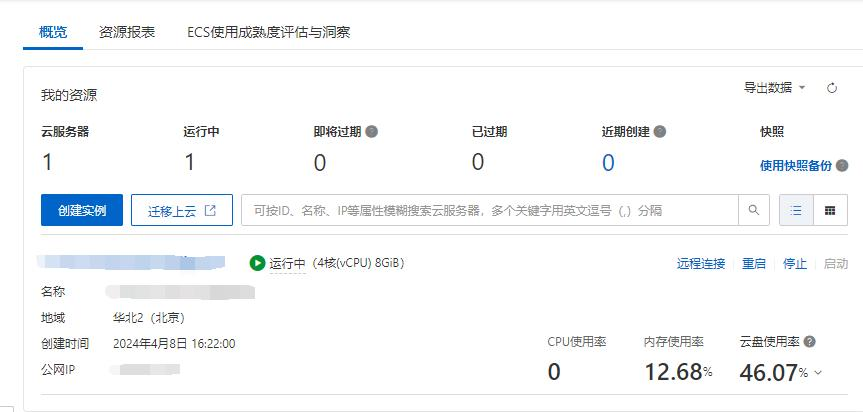 概览 资源报表 ECS使用成熟度评估与洞察
我的资源 导出数据
云服务器 运行中 即将过期 ? 已过期 近期创建 ? 快照
1 1 0 0 0 使用快照备份 ?
创建实例 迁移上云 可按ID、名称、IP等属性模糊搜索云服务器，多个关键字用英文逗号（,）分隔
运行中 (4核(vCPU) 8GiB) 远程连接 重启 停止 启动
名称
地域 华北2（北京）
创建时间 2024年4月8日 16:22:00 CPU使用率 内存使用率 云盘使用率 ?
公网IP 0 12.68% 46.07%